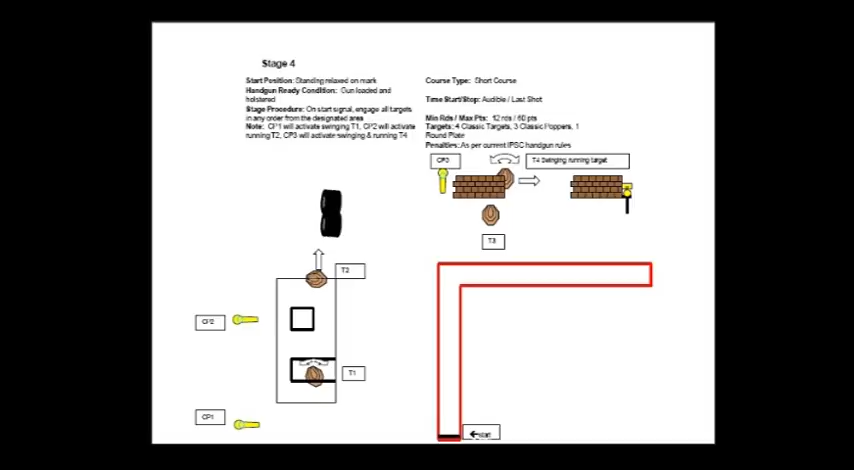 Stage 4
Start Position: Standing relaxed on mark
Handgun Ready Condition: Gun loaded and
holstered
Stage Procedure: On start signal, engage all targets
in any order from the designated area
Note: CP1 will activate swinging T1, CP2 will activate
running T2, CP3 will activate swinging & running T4
Course Type: Short Course
Time Start/Stop: Audible / Last Shot
Min Rds / Max Pts: 12 rds / 60 pts
Targets: 4 Classic Targets, 3 Classic Poppers, 1
Round Plate
Penalties: As per current IPSC handgun rules
CP3
T4 Swinging running target
T3
T2
CP2
T1
CP1
start